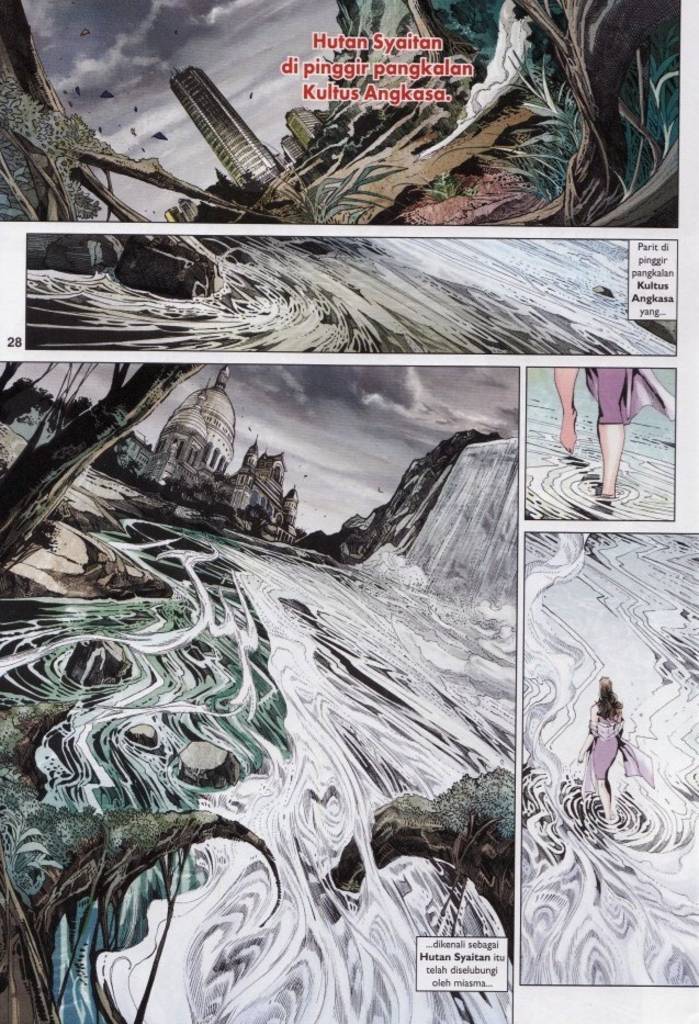 Hutan Syaitan
di pinggir pangkalan
Kultus Angkasa.
Parit di
pinggir
pangkalan
Kultus
Angkasa
yang...
28
...dikenali sebagai
Hutan Syaitan itu
telah diselubungi
oleh miasma...